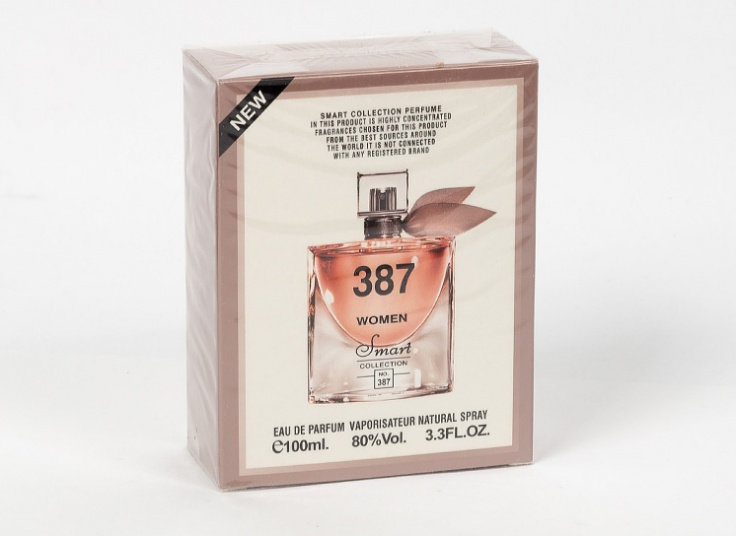 NEW
SMART COLLECTION PERFUME
IN THIS PRODUCT IS HIGHLY CONCENTRATED
FRAGRANCES CHOSEN FOR THIS PRODUCT
FROM THE BEST SOURCES AROUND
THE WORLD IT IS NOT CONNECTED
WITH ANY REGISTERED BRAND
387
WOMEN
Smart
COLLECTION
NO.
387
EAU DE PARFUM VAPORISATEUR NATURAL SPRAY
℮100ml. 80%Vol. 3.3FL.OZ.